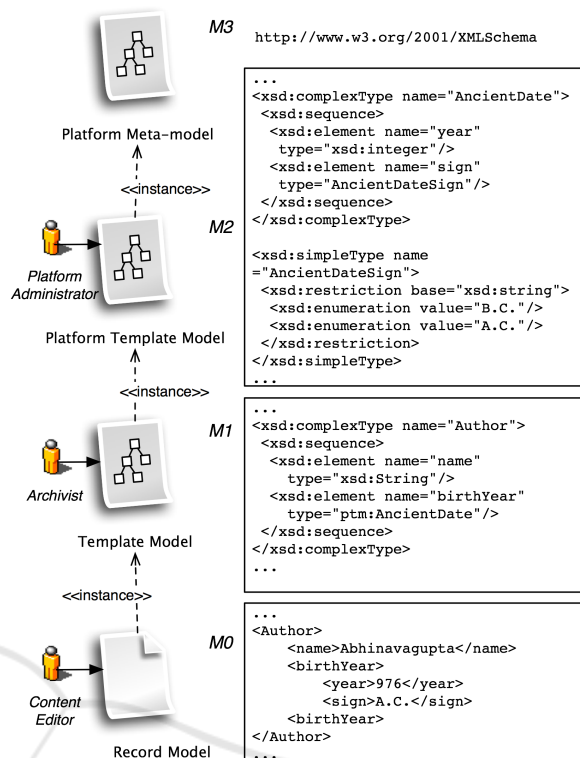 M3
http://www.w3.org/2001/XMLSchema
Platform Meta-model
<<instance>>
M2
Platform
Administrator
Platform Template Model
...
<xsd:complexType name="AncientDate">
<xsd:sequence>
<xsd:element name="year"
type="xsd:integer"/>
<xsd:element name="sign"
type="AncientDateSign"/>
</xsd:sequence>
</xsd:complexType>
<xsd:simpleType name
="AncientDateSign">
<xsd:restriction base="xsd:string">
<xsd:enumeration value="B.C."/>
<xsd:enumeration value="A.C."/>
</xsd:restriction>
</xsd:simpleType>
...
<<instance>>
M1
Archivist
Template Model
...
<xsd:complexType name="Author">
<xsd:sequence>
<xsd:element name="name"
type="xsd:String"/>
<xsd:element name="birthYear"
type="ptm:AncientDate"/>
</xsd:sequence>
</xsd:complexType>
...
<<instance>>
M0
Content
Editor
Record Model
...
<Author>
<name>Abhinavagupta</name>
<birthYear>
<year>976</year>
<sign>A.C.</sign>
<birthYear>
</Author>
...